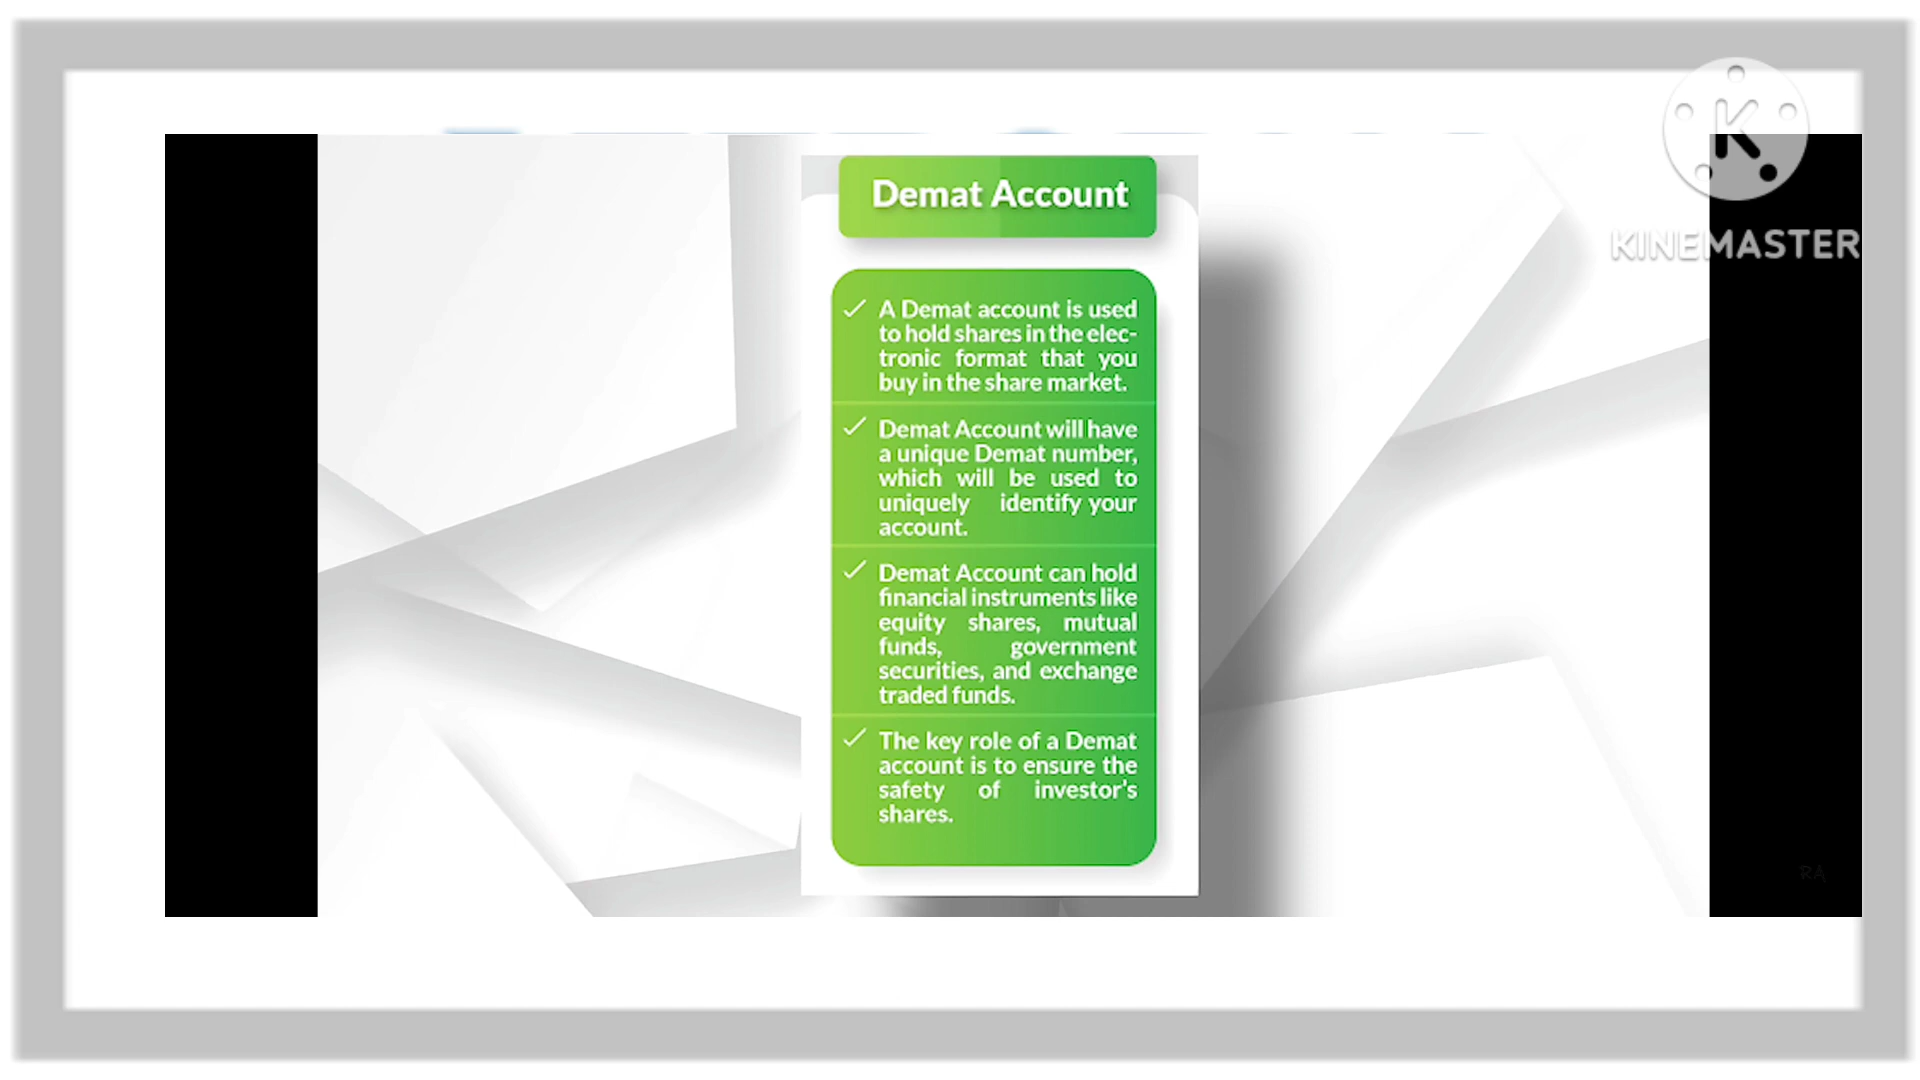 KINEMASTER
Demat Account
A Demat account is used
to hold shares in the elec-
tronic format that you
buy in the share market.
Demat Account will have
a unique Demat number,
which will be used to
uniquely identify your
account.
Demat Account can hold
financial instruments like
equity shares, mutual
funds, government
securities, and exchange
traded funds.
The key role of a Demat
account is to ensure the
safety of investor's
shares.
RA